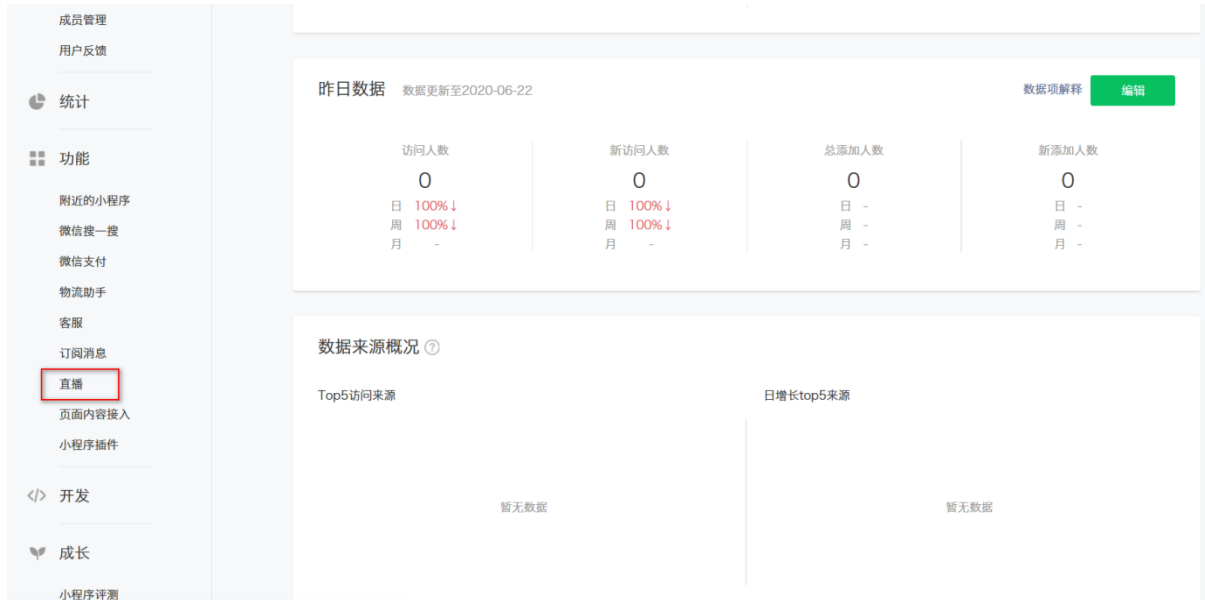 成员管理
用户反馈
统计
功能
附近的小程序
微信搜一搜
微信支付
物流助手
客服
订阅消息
直播
页面内容接入
小程序插件
开发
成长
小程序评测
昨日数据 数据更新至2020-06-22 数据项解释 编辑
访问人数 新访问人数 总添加人数 新添加人数
0 0 0 0
日 100%↓ 日 100%↓ 日 - 日 -
周 100%↓ 周 100%↓ 周 - 周 -
月 - 月 - 月 - 月 -
数据来源概况 ?
Top5访问来源 日增长top5来源
暂无数据 暂无数据